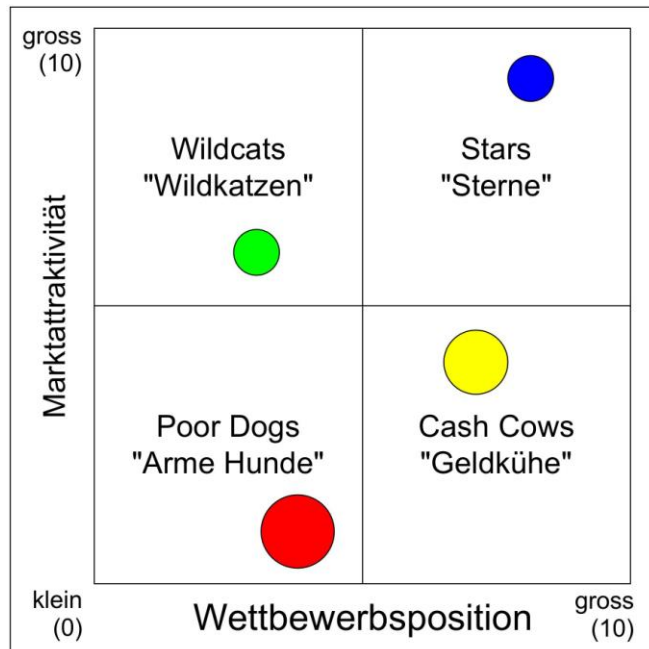 gross
(10)
Wildcats
"Wildkatzen"
Stars
"Sterne"
Marktattraktivität
Poor Dogs
"Arme Hunde"
Cash Cows
"Geldkühe"
klein
(0)
Wettbewerbsposition
gross
(10)